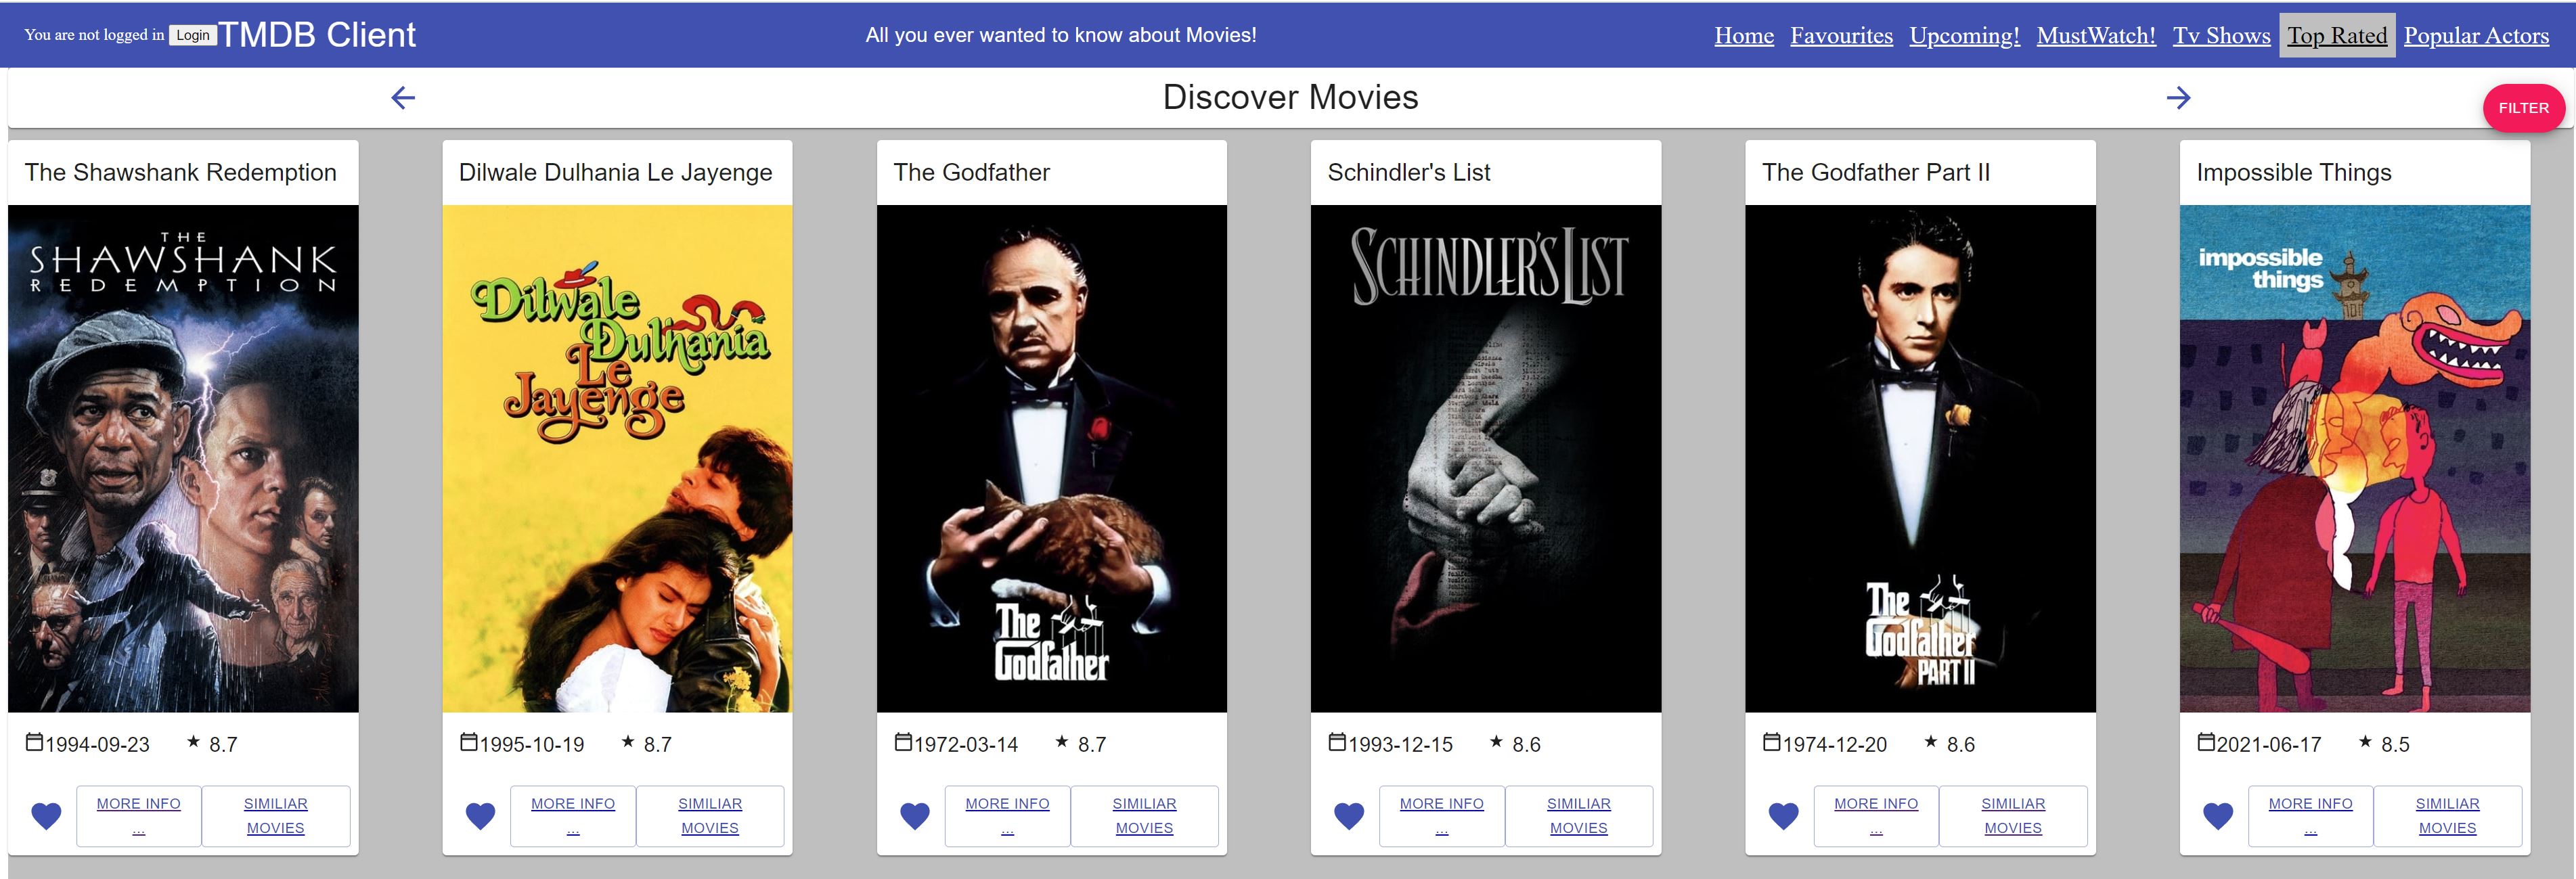 You are not logged in Login TMDB Client All you ever wanted to know about Movies! Home Favourites Upcoming! MustWatch! Tv Shows Top Rated Popular Actors
Discover Movies
FILTER
The Shawshank Redemption
THE
SHAWSHANK
REDEMPTION
1994-09-23 8.7
MORE INFO
...
SIMILIAR
MOVIES
Dilwale Dulhania Le Jayenge
Dilwale
Dulhania
Le
Jayenge
1995-10-19 8.7
MORE INFO
...
SIMILIAR
MOVIES
The Godfather
The
Godfather
1972-03-14 8.7
MORE INFO
...
SIMILIAR
MOVIES
Schindler's List
SCHINDLER'S LIST
1993-12-15 8.6
MORE INFO
...
SIMILIAR
MOVIES
The Godfather Part II
The
Godfather
PART II
1974-12-20 8.6
MORE INFO
...
SIMILIAR
MOVIES
Impossible Things
impossible
things
2021-06-17 8.5
MORE INFO
...
SIMILIAR
MOVIES